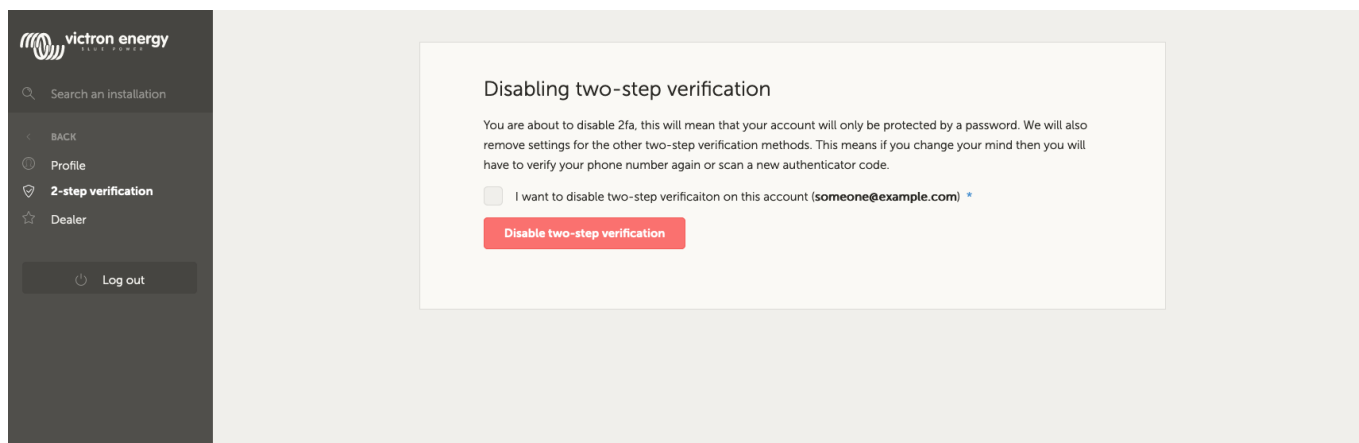 victron energy
BLUE POWER
Search an installation
BACK
Profile
2-step verification
Dealer
Log out
Disabling two-step verification
You are about to disable 2fa, this will mean that your account will only be protected by a password. We will also
remove settings for the other two-step verification methods. This means if you change your mind then you will
have to verify your phone number again or scan a new authenticator code.
I want to disable two-step verificaiton on this account (someone@example.com) *
Disable two-step verification